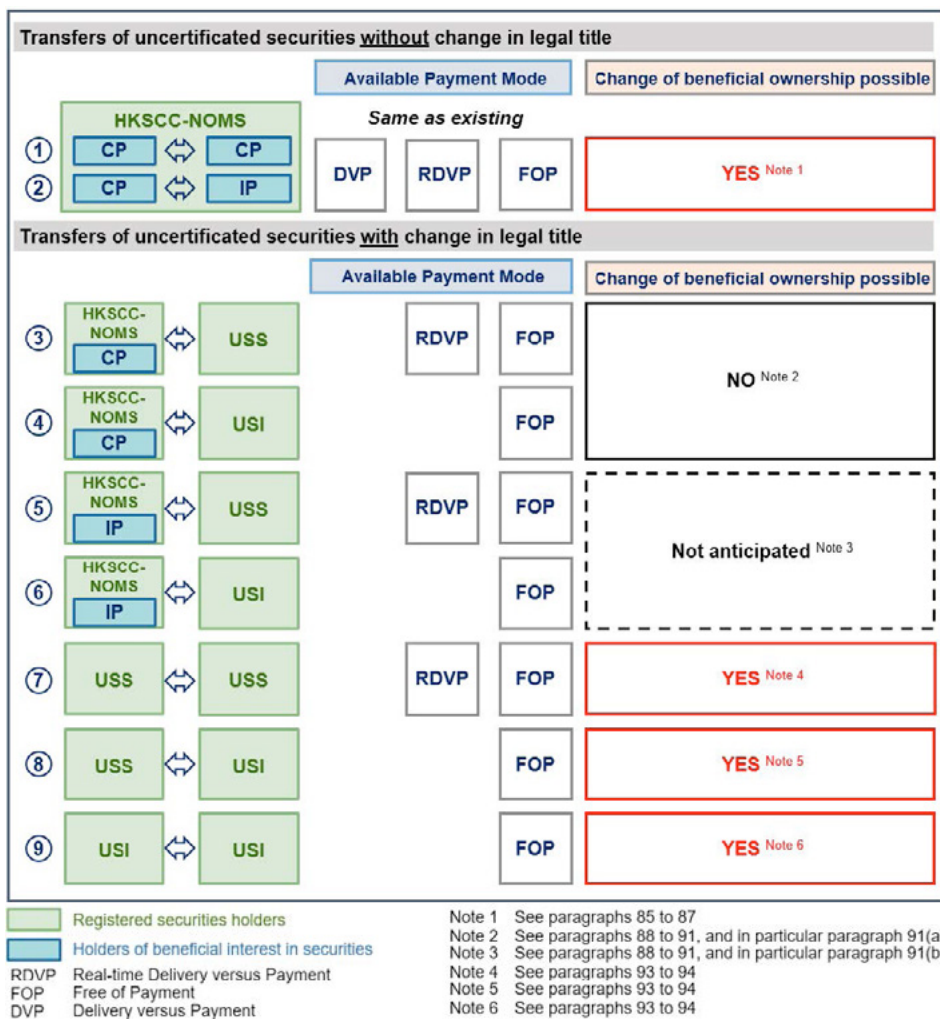 Transfers of uncertificated securities without change in legal title
Available Payment Mode
Change of beneficial ownership possible
HKSCC-NOMS
Same as existing
① CP CP
② CP IP
DVP RDVP FOP
YES Note 1
Transfers of uncertificated securities with change in legal title
Available Payment Mode
Change of beneficial ownership possible
③ HKSCC-
NOMS
CP
USS RDVP FOP
④ HKSCC-
NOMS
CP
USI FOP
NO Note 2
⑤ HKSCC-
NOMS
IP
USS RDVP FOP
⑥ HKSCC-
NOMS
IP
USI FOP
Not anticipated Note 3
⑦ USS USS RDVP FOP YES Note 4
⑧ USS USI FOP YES Note 5
⑨ USI USI FOP YES Note 6
Registered securities holders
Holders of beneficial interest in securities
RDVP Real-time Delivery versus Payment
FOP Free of Payment
DVP Delivery versus Payment
Note 1 See paragraphs 85 to 87
Note 2 See paragraphs 88 to 91, and in particular paragraph 91(a
Note 3 See paragraphs 88 to 91, and in particular paragraph 91(b
Note 4 See paragraphs 93 to 94
Note 5 See paragraphs 93 to 94
Note 6 See paragraphs 93 to 94